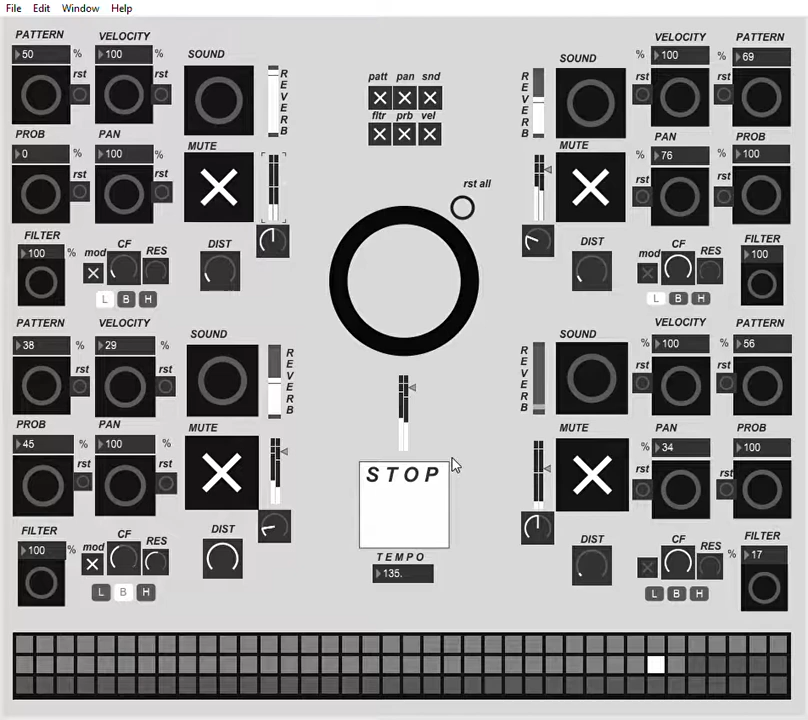 File Edit Window Help
PATTERN VELOCITY
50 % 100 %
rst rst
SOUND
REVERB
PROB PAN
0 % 100 %
rst rst
MUTE
FILTER
100 %
mod CF RES
L B H
DIST
patt pan snd
fltr prb vel
rst all
VELOCITY PATTERN
% 100 % 69
rst rst
SOUND
REVERB
PAN PROB
% 76 % 100
rst rst
MUTE
FILTER
100
mod CF RES
L B H
DIST
PATTERN VELOCITY
38 % 29 %
rst rst
SOUND
REVERB
PROB PAN
45 % 100 %
rst rst
MUTE
FILTER
100 %
mod CF RES
L B H
DIST
STOP
TEMPO
135.
VELOCITY PATTERN
% 100 % 56
rst rst
SOUND
REVERB
PAN PROB
% 34 % 100
rst rst
MUTE
FILTER
% 17
CF RES
L B H
DIST